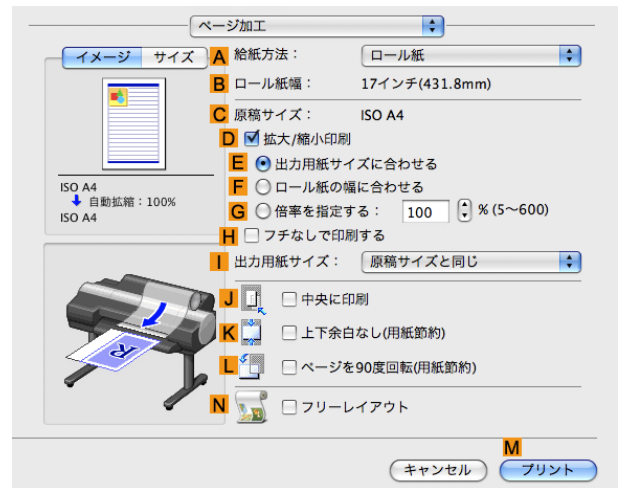 ページ加工
イメージ サイズ
A 給紙方法： ロール紙
B ロール紙幅： 17インチ(431.8mm)
C 原稿サイズ： ISO A4
D 拡大/縮小印刷
E 出力用紙サイズに合わせる
F ロール紙の幅に合わせる
G 倍率を指定する： 100 % (5～600)
H フチなしで印刷する
I 出力用紙サイズ： 原稿サイズと同じ
ISO A4
自動拡縮：100%
ISO A4
R
J 中央に印刷
K 上下余白なし(用紙節約)
L ページを90度回転(用紙節約)
N フリーレイアウト
M
キャンセル プリント